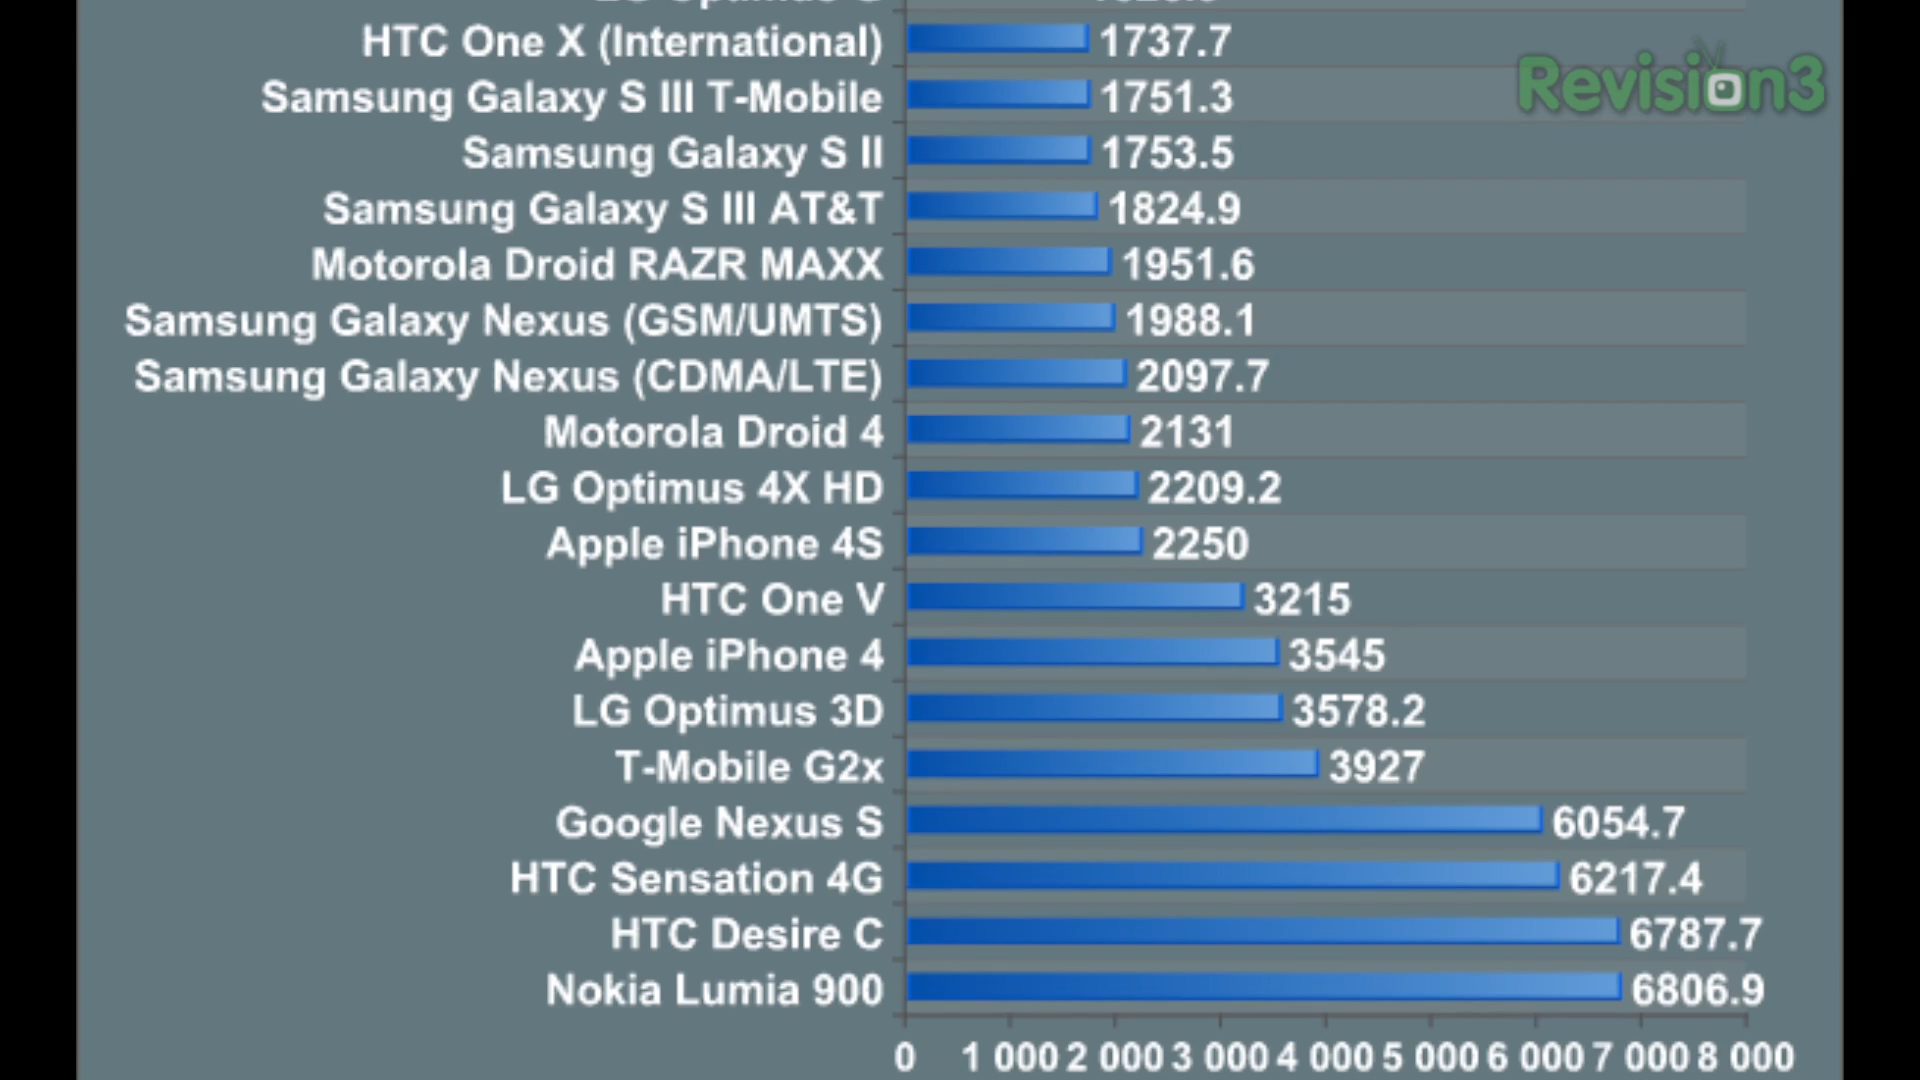 HTC One X (International) 1737.7
Revision3
Samsung Galaxy S III T-Mobile 1751.3
Samsung Galaxy S II 1753.5
Samsung Galaxy S III AT&T 1824.9
Motorola Droid RAZR MAXX 1951.6
Samsung Galaxy Nexus (GSM/UMTS) 1988.1
Samsung Galaxy Nexus (CDMA/LTE) 2097.7
Motorola Droid 4 2131
LG Optimus 4X HD 2209.2
Apple iPhone 4S 2250
HTC One V 3215
Apple iPhone 4 3545
LG Optimus 3D 3578.2
T-Mobile G2x 3927
Google Nexus S 6054.7
HTC Sensation 4G 6217.4
HTC Desire C 6787.7
Nokia Lumia 900 6806.9
0 1 000 2 000 3 000 4 000 5 000 6 000 7 000 8 000